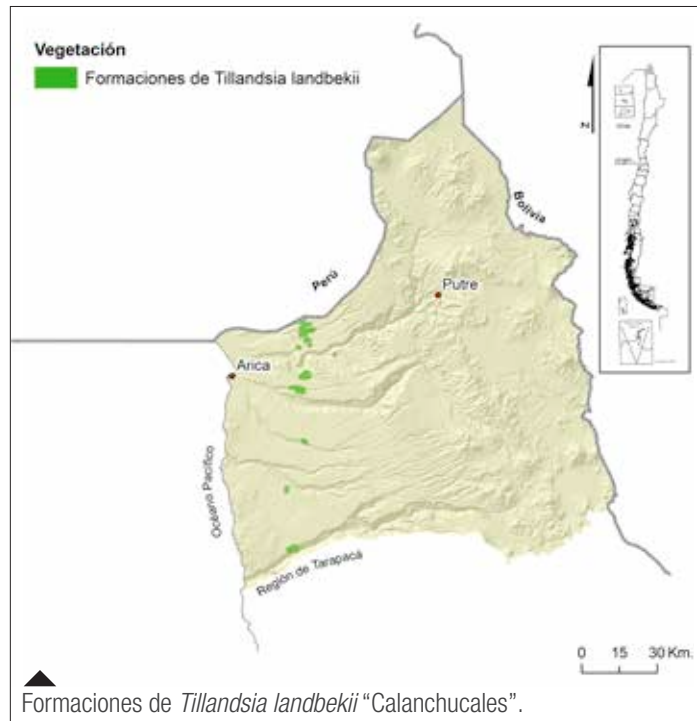 Vegetación
Formaciones de Tillandsia landbekii
N
Bolivia
Perú
Putre
Arica
Océano Pacífico
Región de Tarapacá
0 15 30 Km.
Formaciones de Tillandsia landbekii “Calanchucales”.